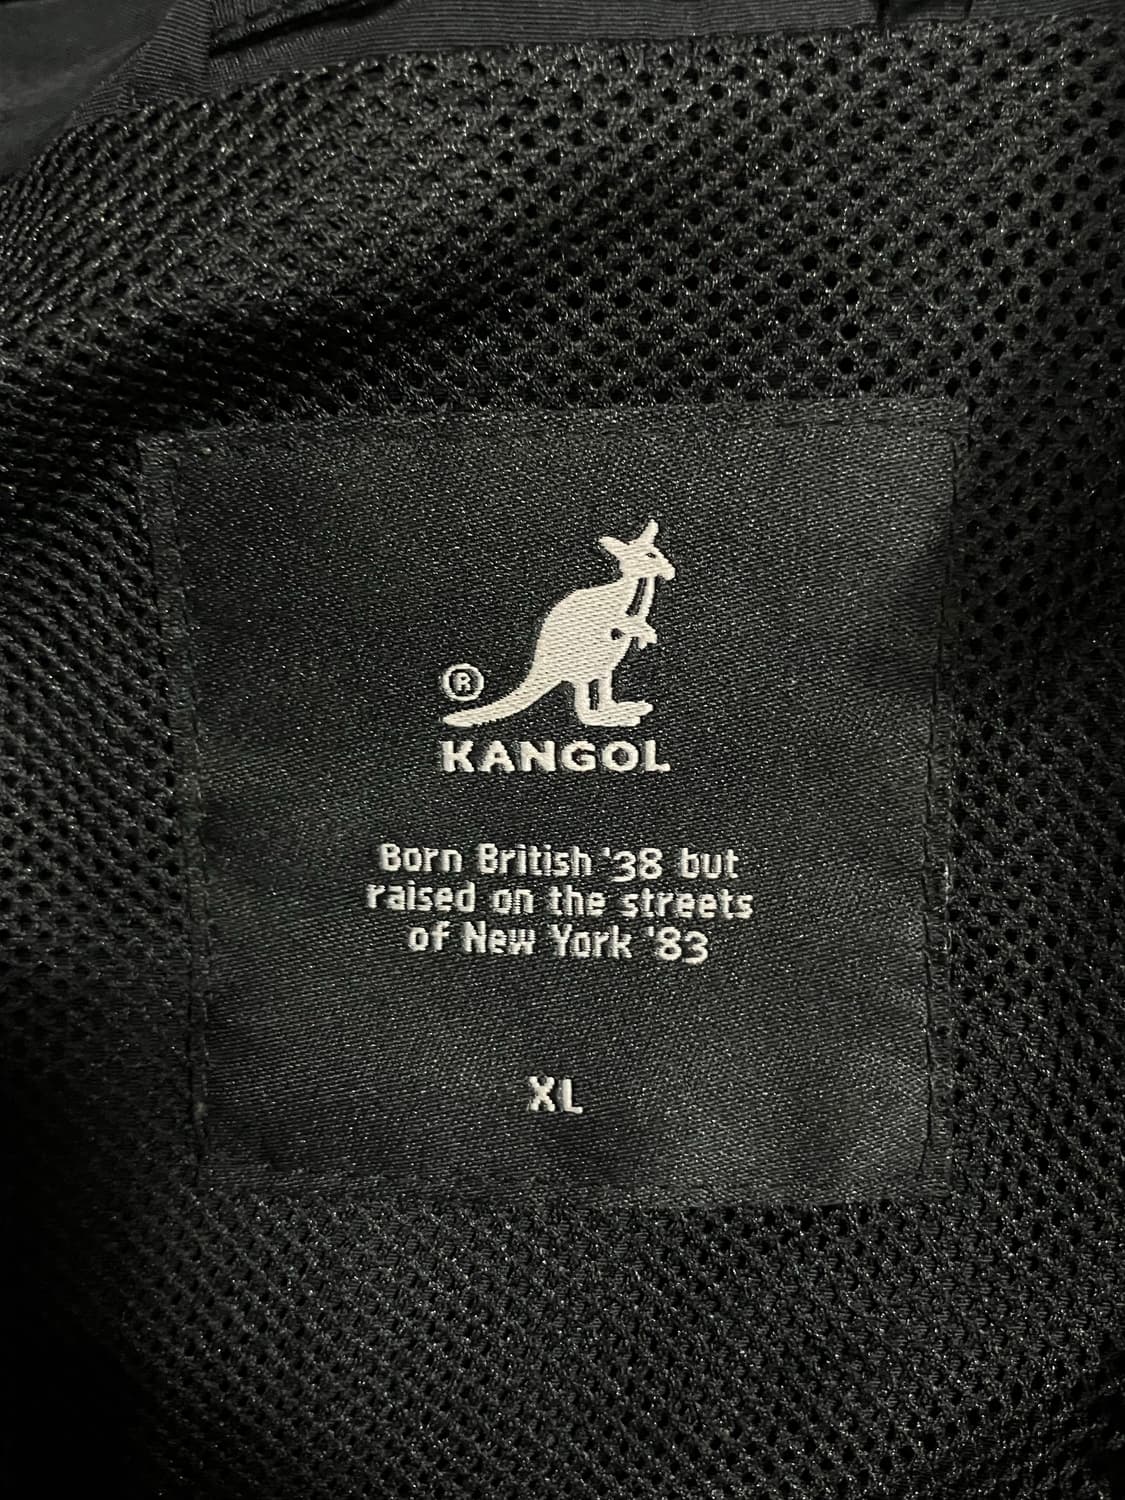 ®
KANGOL
Born British '38 but
raised on the streets
of New York '83
XL